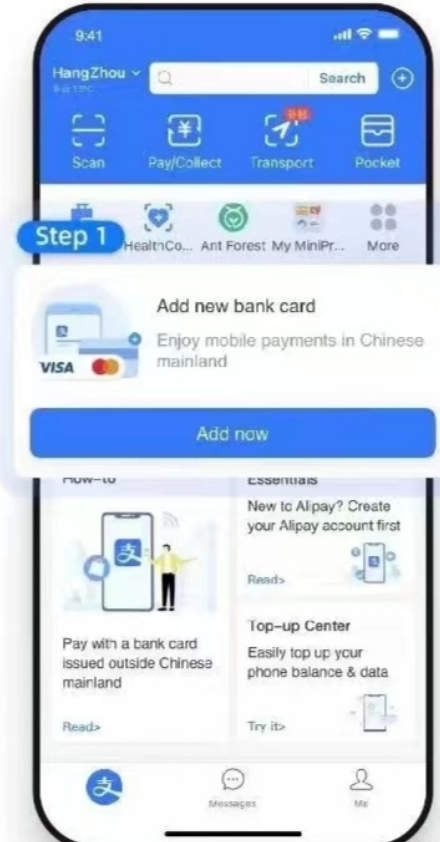 9:41
HangZhou
Search
Scan
Pay/Collect
Transport
Pocket
Step 1
HealthCo...
Ant Forest
My MiniPr...
More
Add new bank card
Enjoy mobile payments in Chinese
mainland
VISA
Add now
How-to
Essentials
New to Alipay? Create
your Alipay account first
Read>
支
Pay with a bank card
issued outside Chinese
mainland
Read>
Top-up Center
Easily top up your
phone balance & data
Try it>
支
Messages
Me